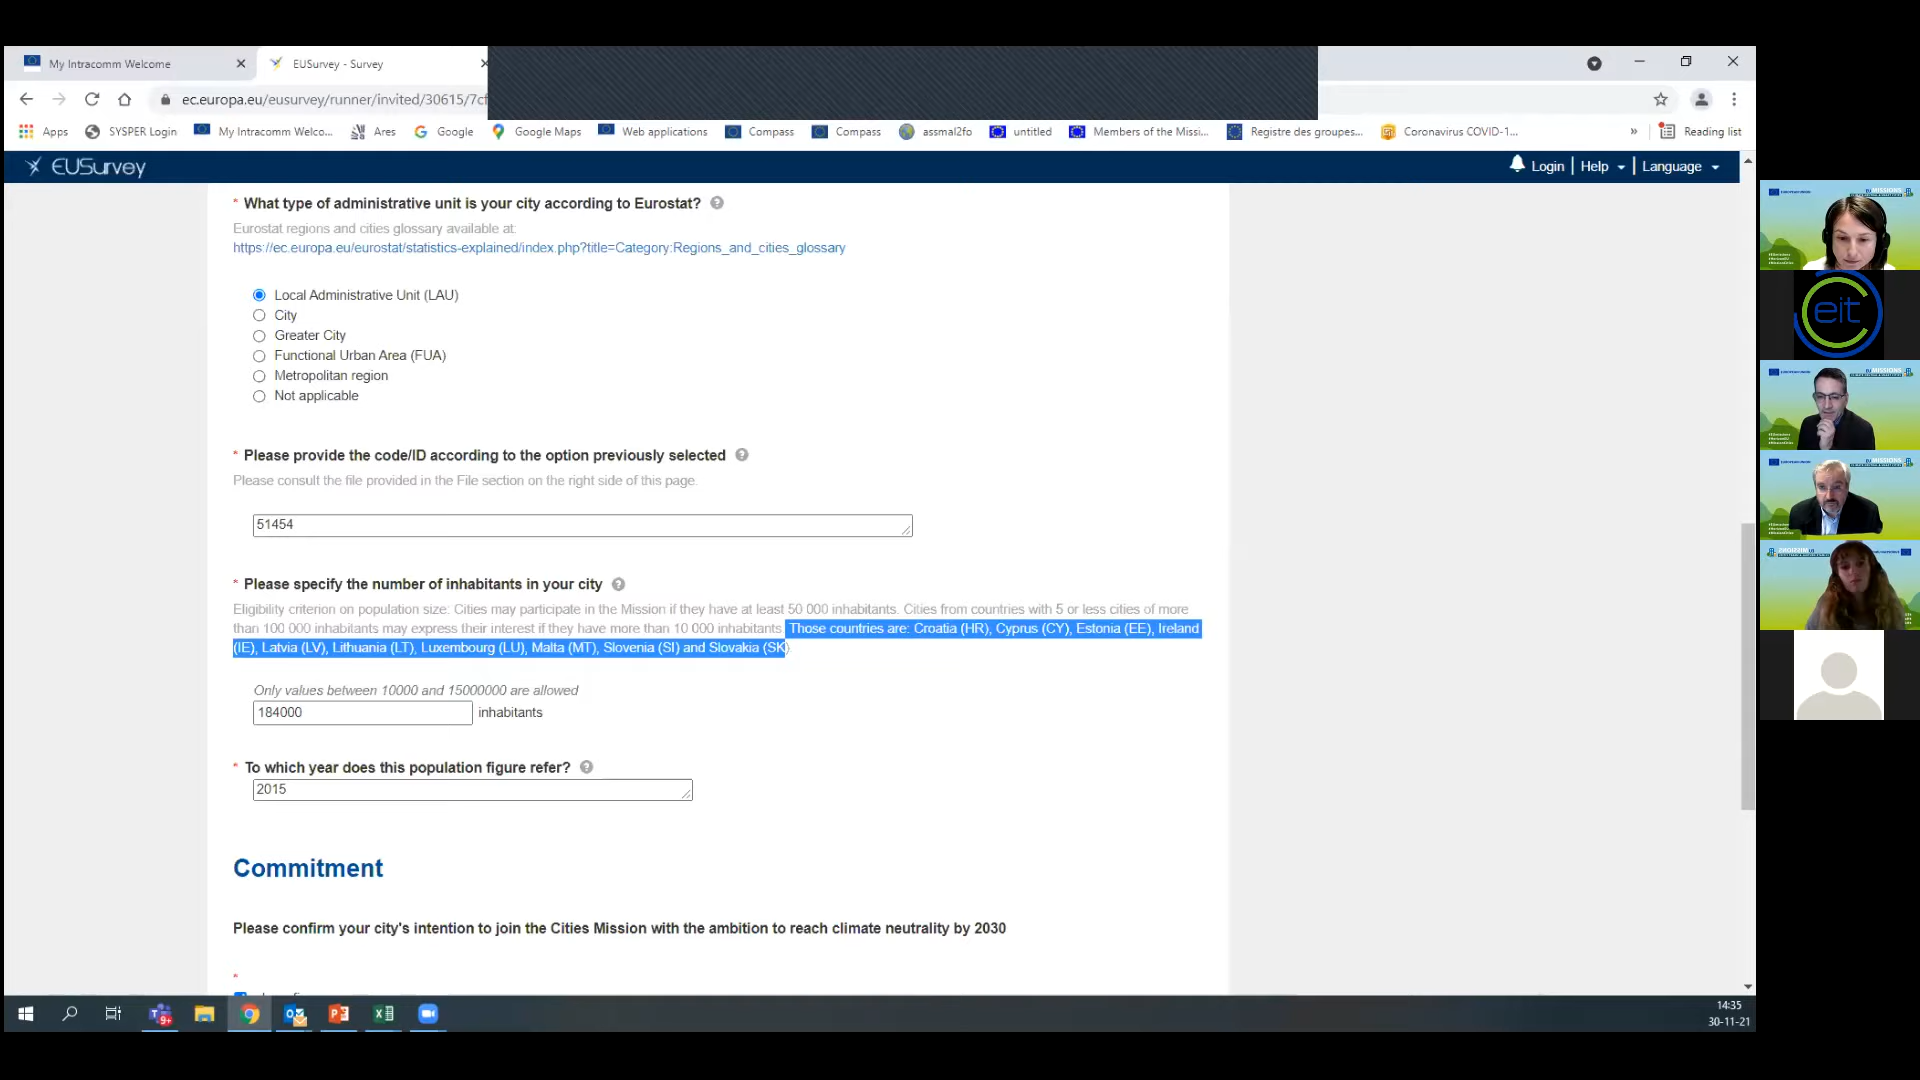 My Intracomm Welcome
EUSurvey - Survey
ec.europa.eu/eusurvey/runner/invited/30615/7cf
Apps SYSPER Login My Intracomm Welco... Ares Google Google Maps Web applications Compass Compass assmal2fo untitled Members of the Missi... Registre des groupes... Coronavirus COVID-1... » Reading list
EUSurvey
Login | Help | Language
* What type of administrative unit is your city according to Eurostat?
Eurostat regions and cities glossary available at:
https://ec.europa.eu/eurostat/statistics-explained/index.php?title=Category:Regions_and_cities_glossary
Local Administrative Unit (LAU)
City
Greater City
Functional Urban Area (FUA)
Metropolitan region
Not applicable
* Please provide the code/ID according to the option previously selected
Please consult the file provided in the File section on the right side of this page.
51454
* Please specify the number of inhabitants in your city
Eligibility criterion on population size: Cities may participate in the Mission if they have at least 50 000 inhabitants. Cities from countries with 5 or less cities of more
than 100 000 inhabitants may express their interest if they have more than 10 000 inhabitants. Those countries are: Croatia (HR), Cyprus (CY), Estonia (EE), Ireland
(IE), Latvia (LV), Lithuania (LT), Luxembourg (LU), Malta (MT), Slovenia (SI) and Slovakia (SK)
Only values between 10000 and 15000000 are allowed
184000 inhabitants
* To which year does this population figure refer?
2015
Commitment
Please confirm your city's intention to join the Cities Mission with the ambition to reach climate neutrality by 2030
*
14:35
30-11-21
MISSIONS
eit
MISSIONS
MISSIONS
MISSIONS